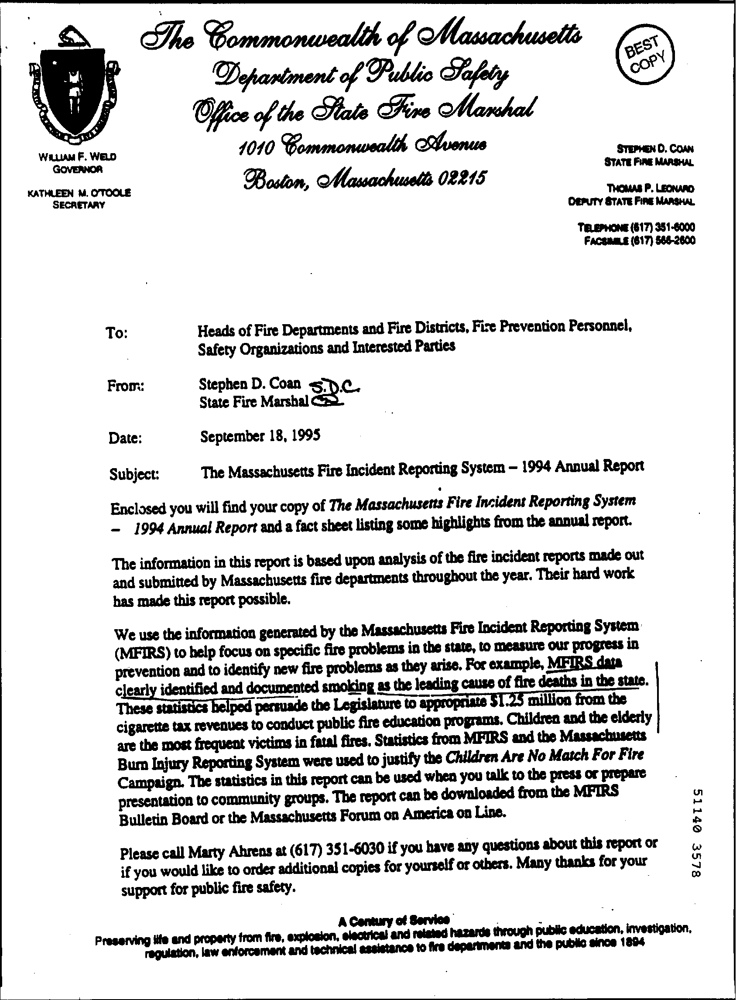 The Commonwealth of Massachusetts
Department of Public Safety
Office of the State Fire Marshal
1010 Commonwealth Avenue
Boston, Massachusetts 02215
BEST
COPY
WILLIAM F. WELD
GOVERNOR
KATHLEEN M. O'TOOLE
SECRETARY
STEPHEN D. COAN
STATE FIRE MARSHAL
THOMAS P. LEONARD
DEPUTY STATE FIRE MARSHAL
TELEPHONE (617) 351-6000
FACSIMILE (617) 566-2600
To: Heads of Fire Departments and Fire Districts, Fire Prevention Personnel,
Safety Organizations and Interested Parties
From: Stephen D. Coan S.D.C.
State Fire Marshal
Date: September 18, 1995
Subject: The Massachusetts Fire Incident Reporting System – 1994 Annual Report
Enclosed you will find your copy of The Massachusetts Fire Incident Reporting System
– 1994 Annual Report and a fact sheet listing some highlights from the annual report.
The information in this report is based upon analysis of the fire incident reports made out
and submitted by Massachusetts fire departments throughout the year. Their hard work
has made this report possible.
We use the information generated by the Massachusetts Fire Incident Reporting System
(MFIRS) to help focus on specific fire problems in the state, to measure our progress in
prevention and to identify new fire problems as they arise. For example, MFIRS data
clearly identified and documented smoking as the leading cause of fire deaths in the state.
These statistics helped persuade the Legislature to appropriate $1.25 million from the
cigarette tax revenues to conduct public fire education programs. Children and the elderly
are the most frequent victims in fatal fires. Statistics from MFIRS and the Massachusetts
Burn Injury Reporting System were used to justify the Children Are No Match For Fire
Campaign. The statistics in this report can be used when you talk to the press or prepare
presentation to community groups. The report can be downloaded from the MFIRS
Bulletin Board or the Massachusetts Forum on America on Line.
Please call Marty Ahrens at (617) 351-6030 if you have any questions about this report or
if you would like to order additional copies for yourself or others. Many thanks for your
support for public fire safety.
51140 3578
A Century of Service
Preserving life and property from fire, explosion, electrical and related hazards through public education, investigation,
regulation, law enforcement and technical assistance to fire departments and the public since 1894